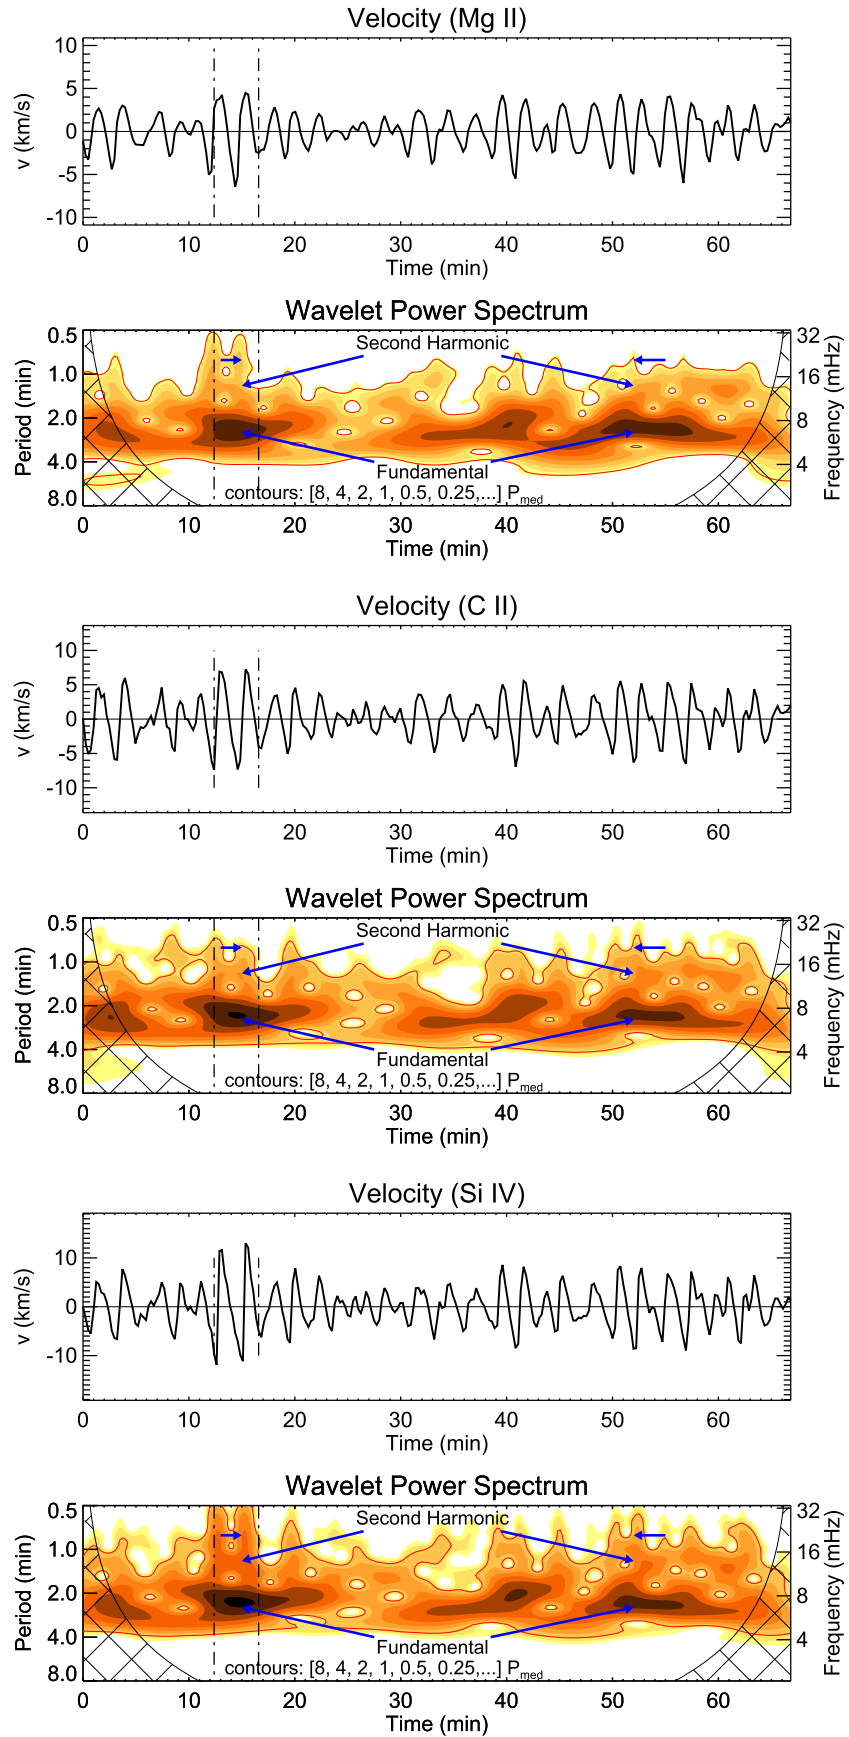 Velocity (Mg II)
10
5
0
-5
-10
v (km/s)
0 10 20 30 40 50 60
Time (min)
Wavelet Power Spectrum
0.5
1.0
2.0
4.0
8.0
Period (min)
32
16
8
4
Frequency (mHz)
Second Harmonic
Fundamental
contours: [8, 4, 2, 1, 0.5, 0.25,...] Pmed
0 10 20 30 40 50 60
Time (min)
Velocity (C II)
10
5
0
-5
-10
v (km/s)
0 10 20 30 40 50 60
Time (min)
Wavelet Power Spectrum
0.5
1.0
2.0
4.0
8.0
Period (min)
32
16
8
4
Frequency (mHz)
Second Harmonic
Fundamental
contours: [8, 4, 2, 1, 0.5, 0.25,...] Pmed
0 10 20 30 40 50 60
Time (min)
Velocity (Si IV)
10
0
-10
v (km/s)
0 10 20 30 40 50 60
Time (min)
Wavelet Power Spectrum
0.5
1.0
2.0
4.0
8.0
Period (min)
32
16
8
4
Frequency (mHz)
Second Harmonic
Fundamental
contours: [8, 4, 2, 1, 0.5, 0.25,...] Pmed
0 10 20 30 40 50 60
Time (min)